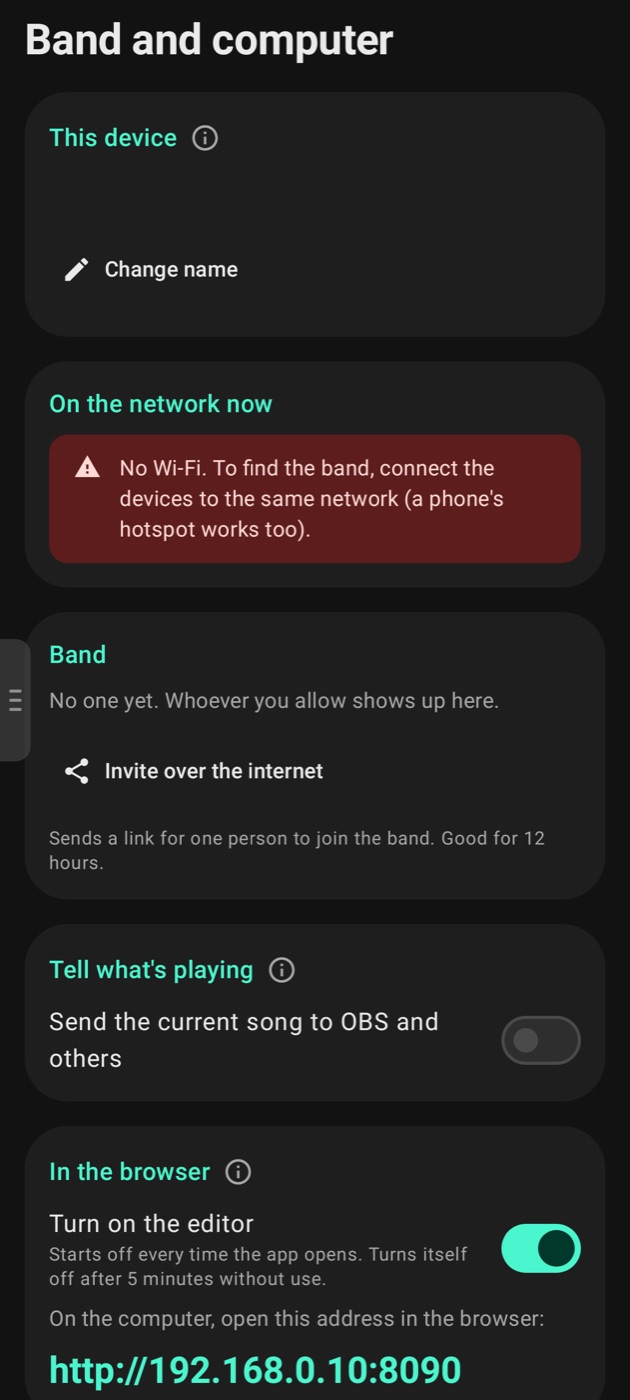 Band and computer
This device
Change name
On the network now
No Wi-Fi. To find the band, connect the
devices to the same network (a phone's
hotspot works too).
Band
No one yet. Whoever you allow shows up here.
Invite over the internet
Sends a link for one person to join the band. Good for 12
hours.
Tell what's playing
Send the current song to OBS and
others
In the browser
Turn on the editor
Starts off every time the app opens. Turns itself
off after 5 minutes without use.
On the computer, open this address in the browser:
http://192.168.0.10:8090